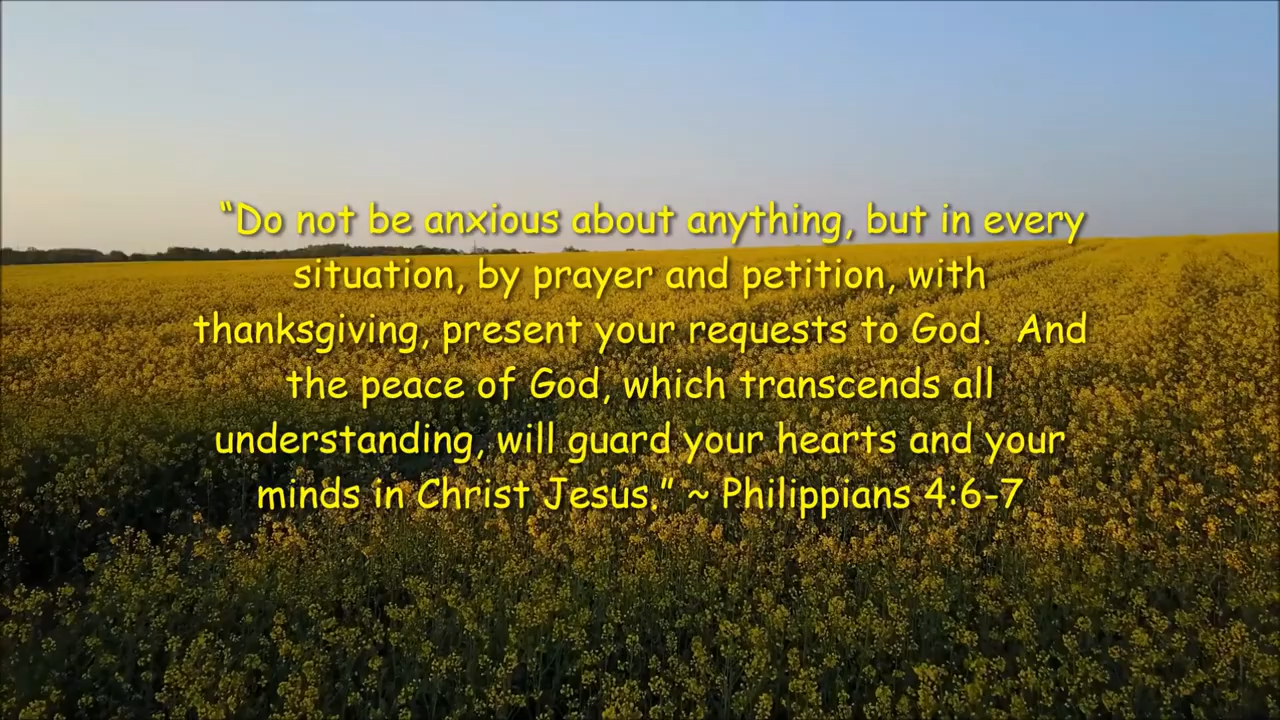 “Do not be anxious about anything, but in every
situation, by prayer and petition, with
thanksgiving, present your requests to God.  And
the peace of God, which transcends all
understanding, will guard your hearts and your
minds in Christ Jesus.” ~ Philippians 4:6-7